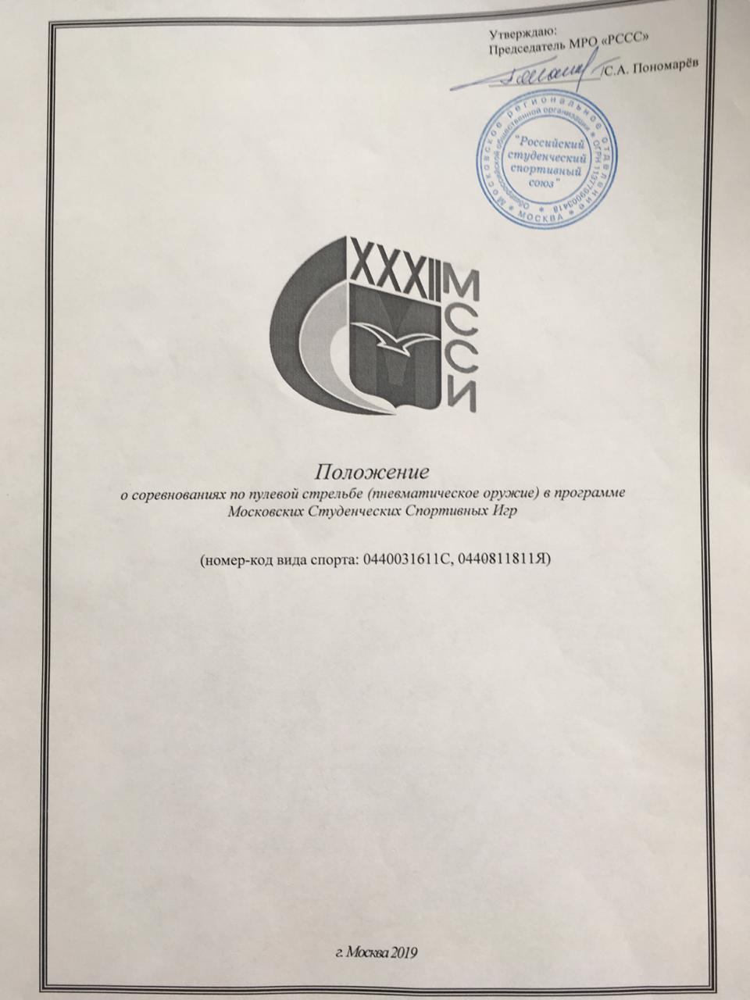 Утверждаю:
Председатель МРО «РССС»
/С.А. Пономарёв
* Московское региональное отделение * МОСКВА
Общероссийской общественной организации * ОГРН 1137799003418 *
"Российский
студенческий
спортивный
союз"
XXXII
МССИ
Положение
о соревнованиях по пулевой стрельбе (пневматическое оружие) в программе
Московских Студенческих Спортивных Игр
(номер-код вида спорта: 0440031611С, 0440811811Я)
г. Москва 2019